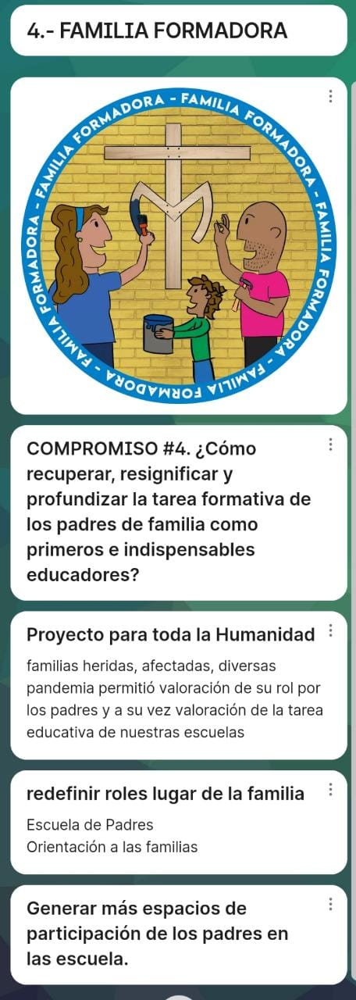 4.- FAMILIA FORMADORA
FAMILIA FORMADORA - FAMILIA FORMADORA - FAMILIA FORMADORA - FAMILIA FORMADORA - FAMILIA FORMADORA - FAMILIA FORMADORA -
COMPROMISO #4. ¿Cómo
recuperar, resignificar y
profundizar la tarea formativa de
los padres de familia como
primeros e indispensables
educadores?
Proyecto para toda la Humanidad
familias heridas, afectadas, diversas
pandemia permitió valoración de su rol por
los padres y a su vez valoración de la tarea
educativa de nuestras escuelas
redefinir roles lugar de la familia
Escuela de Padres
Orientación a las familias
Generar más espacios de
participación de los padres en
las escuela.